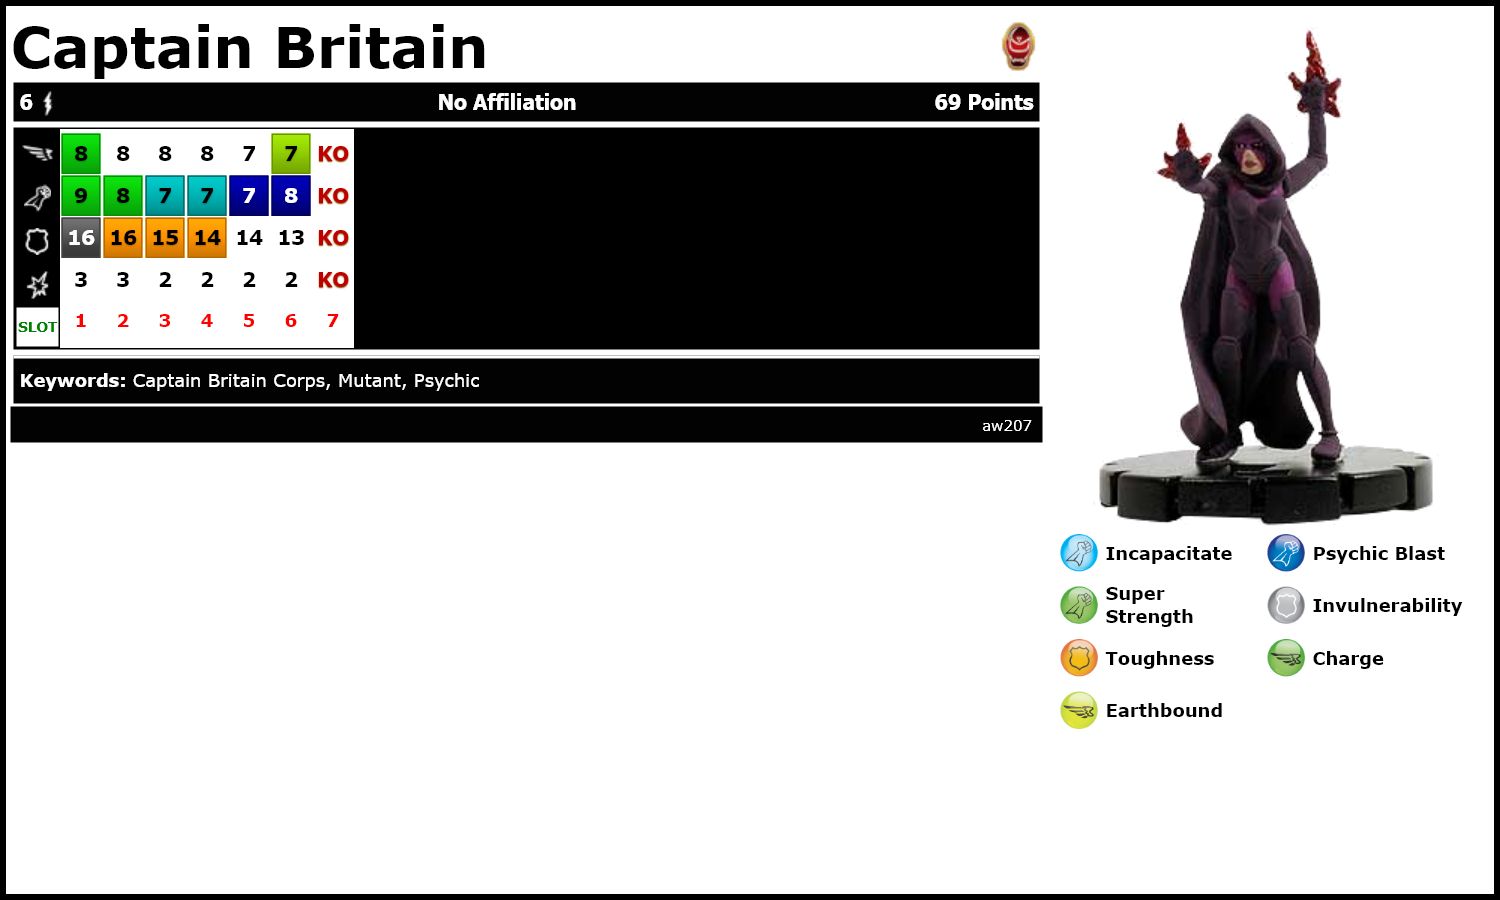 Captain Britain
6 No Affiliation 69 Points
8 8 8 8 7 7 KO
9 8 7 7 7 8 KO
16 16 15 14 14 13 KO
3 3 2 2 2 2 KO
SLOT 1 2 3 4 5 6 7
Keywords: Captain Britain Corps, Mutant, Psychic
aw207
Incapacitate Psychic Blast
Super Strength Invulnerability
Toughness Charge
Earthbound